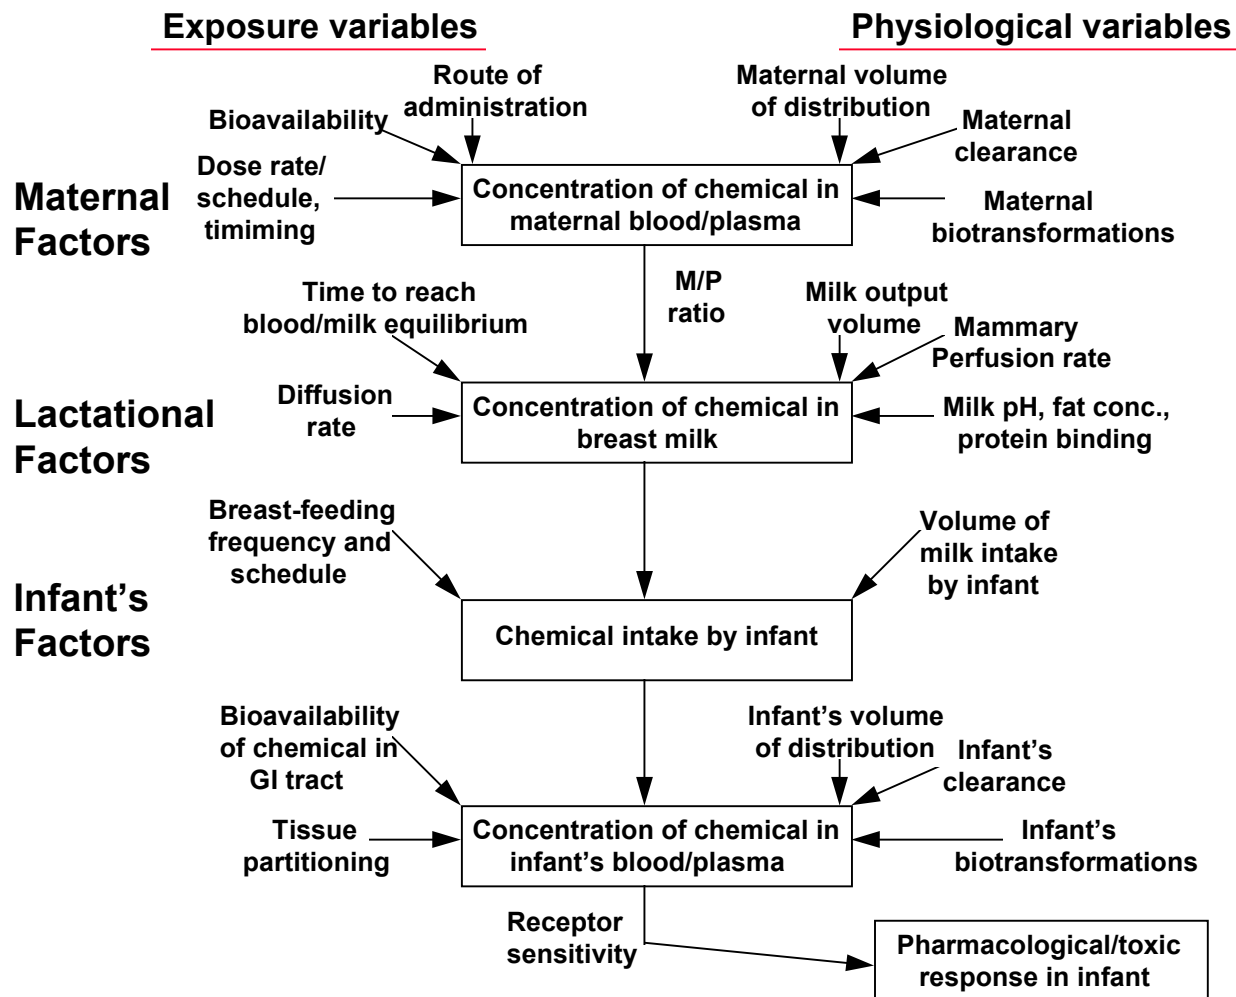 Exposure variables
Physiological variables
Route of
administration
Maternal volume
of distribution
Bioavailability
Maternal
clearance
Dose rate/
schedule,
timiming
Maternal
Factors
Concentration of chemical in
maternal blood/plasma
Maternal
biotransformations
M/P
ratio
Time to reach
blood/milk equilibrium
Milk output
volume
Mammary
Perfusion rate
Lactational
Factors
Diffusion
rate
Concentration of chemical in
breast milk
Milk pH, fat conc.,
protein binding
Breast-feeding
frequency and
schedule
Volume of
milk intake
by infant
Infant's
Factors
Chemical intake by infant
Bioavailability
of chemical in
GI tract
Infant's volume
of distribution
Infant's
clearance
Tissue
partitioning
Concentration of chemical in
infant's blood/plasma
Infant's
biotransformations
Receptor
sensitivity
Pharmacological/toxic
response in infant